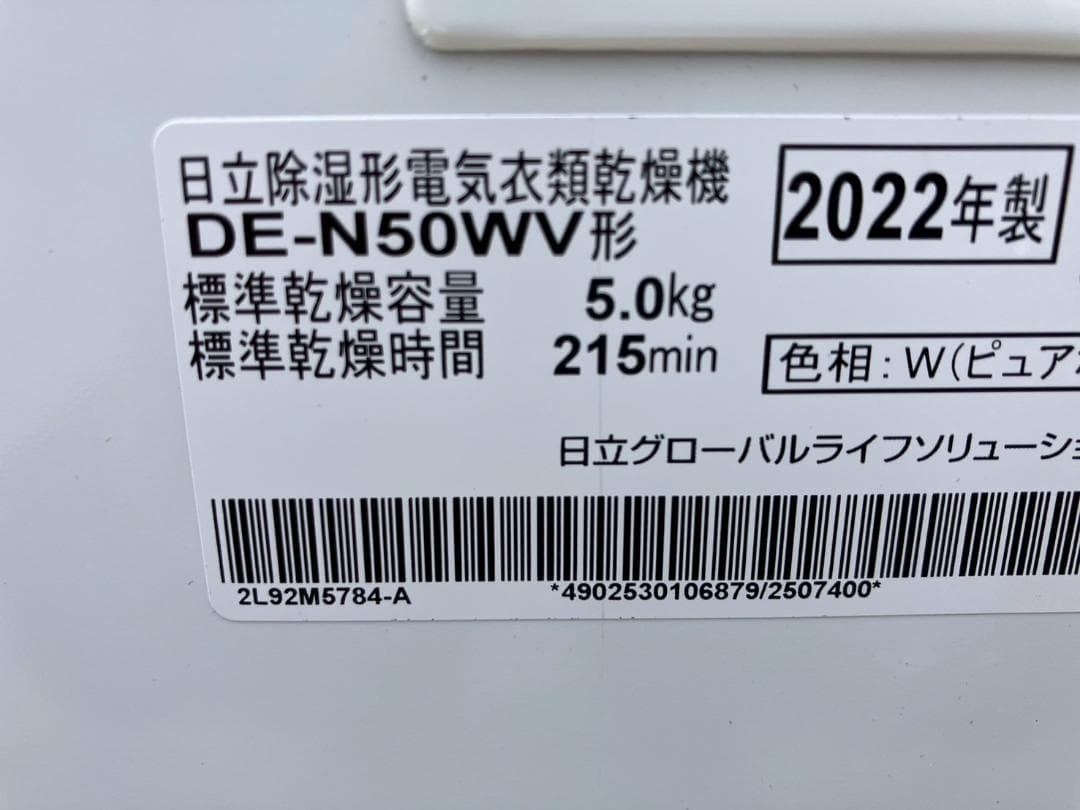 日立除湿形電気衣類乾燥機
DE-N50WV形
2022年製
標準乾燥容量 5.0kg
標準乾燥時間 215min
色相:W(ピュア
日立グローバルライフソリューショ
2L92M5784-A
*4902530106879/2507400*